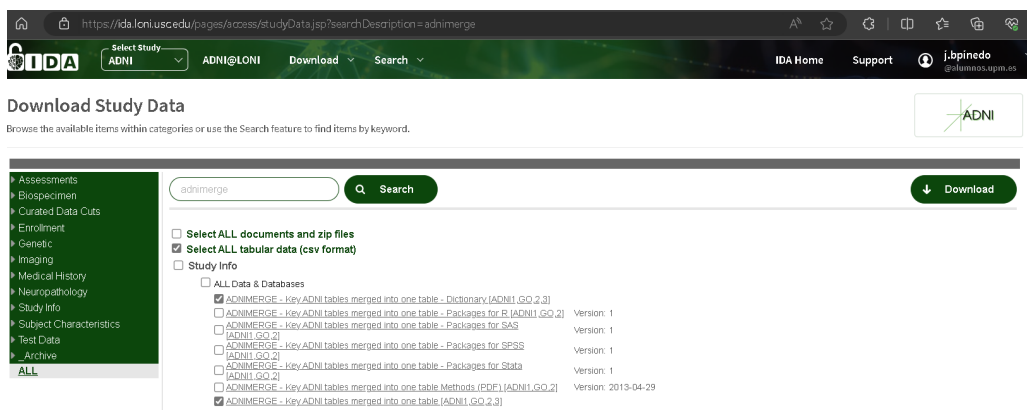 https://ida.loni.usc.edu/pages/access/studyData.jsp?searchDescription=adnimerge
IDA
Select Study
ADNI
ADNI@LONI
Download
Search
IDA Home
Support
j.bpinedo
@alumnos.upm.es
Download Study Data
Browse the available items within categories or use the Search feature to find items by keyword.
ADNI
Assessments
Biospecimen
Curated Data Cuts
Enrollment
Genetic
Imaging
Medical History
Neuropathology
Study Info
Subject Characteristics
Test Data
_Archive
ALL
adnimerge
Search
Download
Select ALL documents and zip files
Select ALL tabular data (csv format)
Study Info
ALL Data & Databases
ADNIMERGE - Key ADNI tables merged into one table - Dictionary [ADNI1,GO,2,3]
ADNIMERGE - Key ADNI tables merged into one table - Packages for R [ADNI1,GO,2] Version: 1
ADNIMERGE - Key ADNI tables merged into one table - Packages for SAS
[ADNI1,GO,2] Version: 1
ADNIMERGE - Key ADNI tables merged into one table - Packages for SPSS
[ADNI1,GO,2] Version: 1
ADNIMERGE - Key ADNI tables merged into one table - Packages for Stata
[ADNI1,GO,2] Version: 1
ADNIMERGE - Key ADNI tables merged into one table Methods (PDF) [ADNI1,GO,2] Version: 2013-04-29
ADNIMERGE - Key ADNI tables merged into one table [ADNI1,GO,2,3]